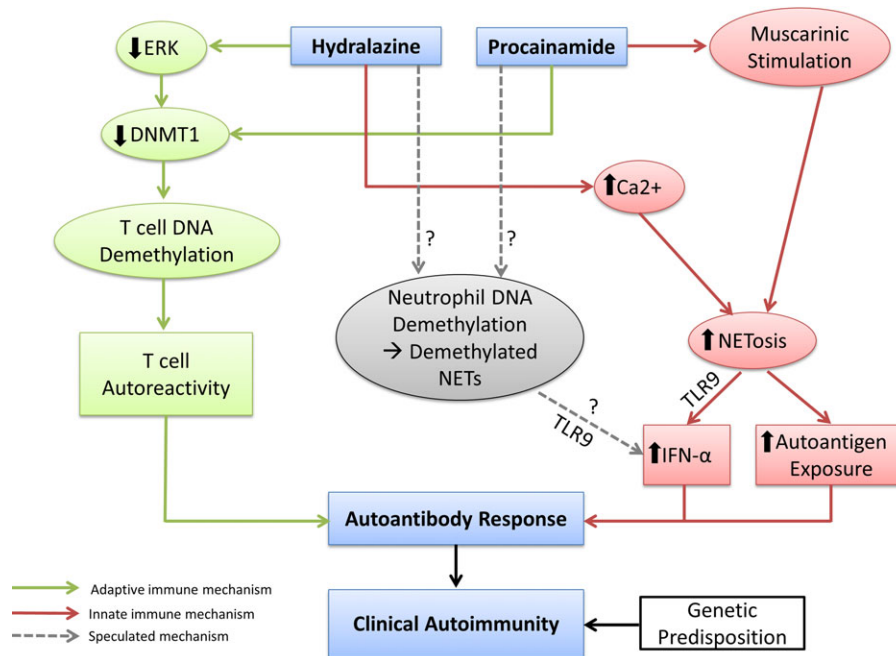 ERK
Hydralazine
Procainamide
Muscarinic
Stimulation
DNMT1
Ca2+
T cell DNA
Demethylation
?
?
Neutrophil DNA
Demethylation
→ Demethylated
NETs
NETosis
T cell
Autoreactivity
TLR9
?
TLR9
IFN-α
Autoantigen
Exposure
Autoantibody Response
Adaptive immune mechanism
Innate immune mechanism
Speculated mechanism
Clinical Autoimmunity
Genetic
Predisposition